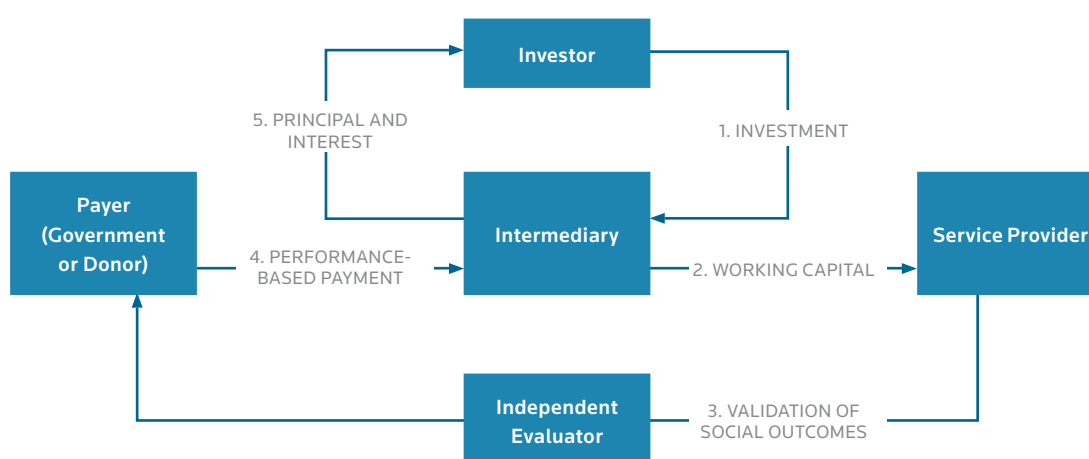 Investor
5. PRINCIPAL AND
INTEREST
1. INVESTMENT
Payer
(Government
or Donor)
4. PERFORMANCE-
BASED PAYMENT
Intermediary
2. WORKING CAPITAL
Service Provider
Independent
Evaluator
3. VALIDATION OF
SOCIAL OUTCOMES